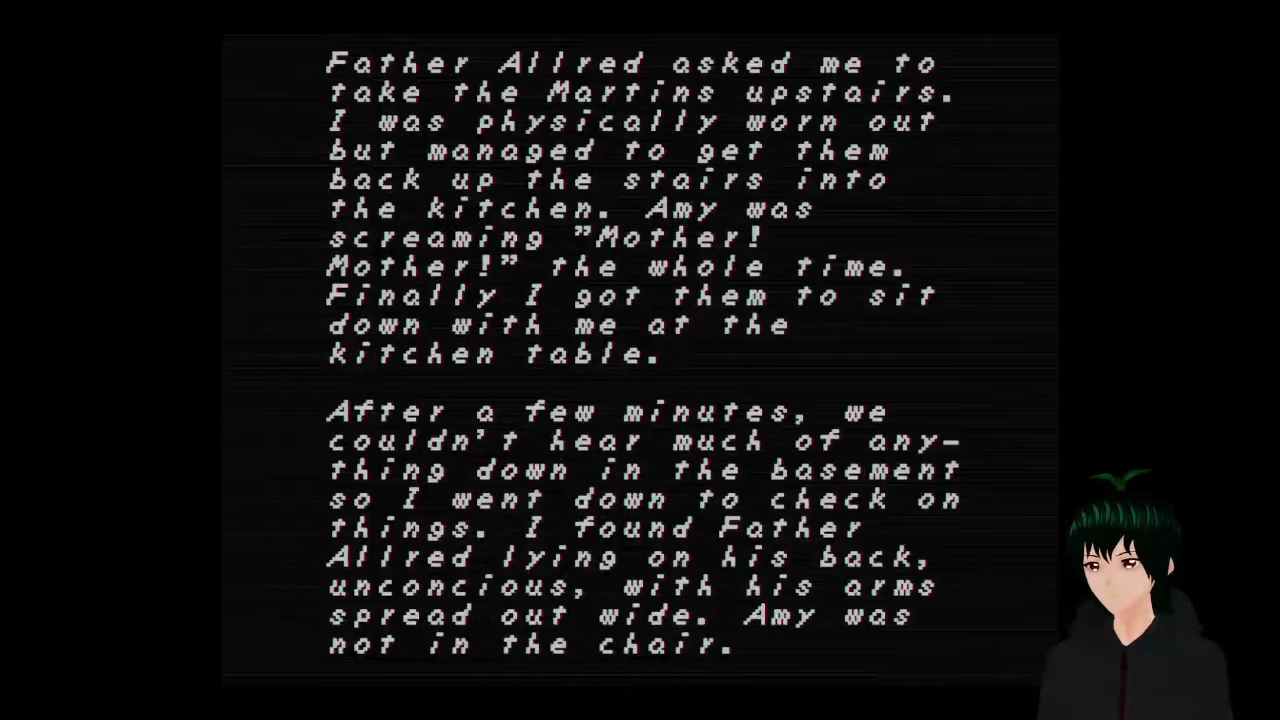 Father Allred asked me to
take the Martins upstairs.
I was physically worn out
but managed to get them
back up the stairs into
the kitchen. Amy was
screaming "Mother!
Mother!" the whole time.
Finally I got them to sit
down with me at the
kitchen table.
After a few minutes, we
couldn't hear much of any-
thing down in the basement
so I went down to check on
things. I found Father
Allred lying on his back,
unconcious, with his arms
spread out wide. Amy was
not in the chair.